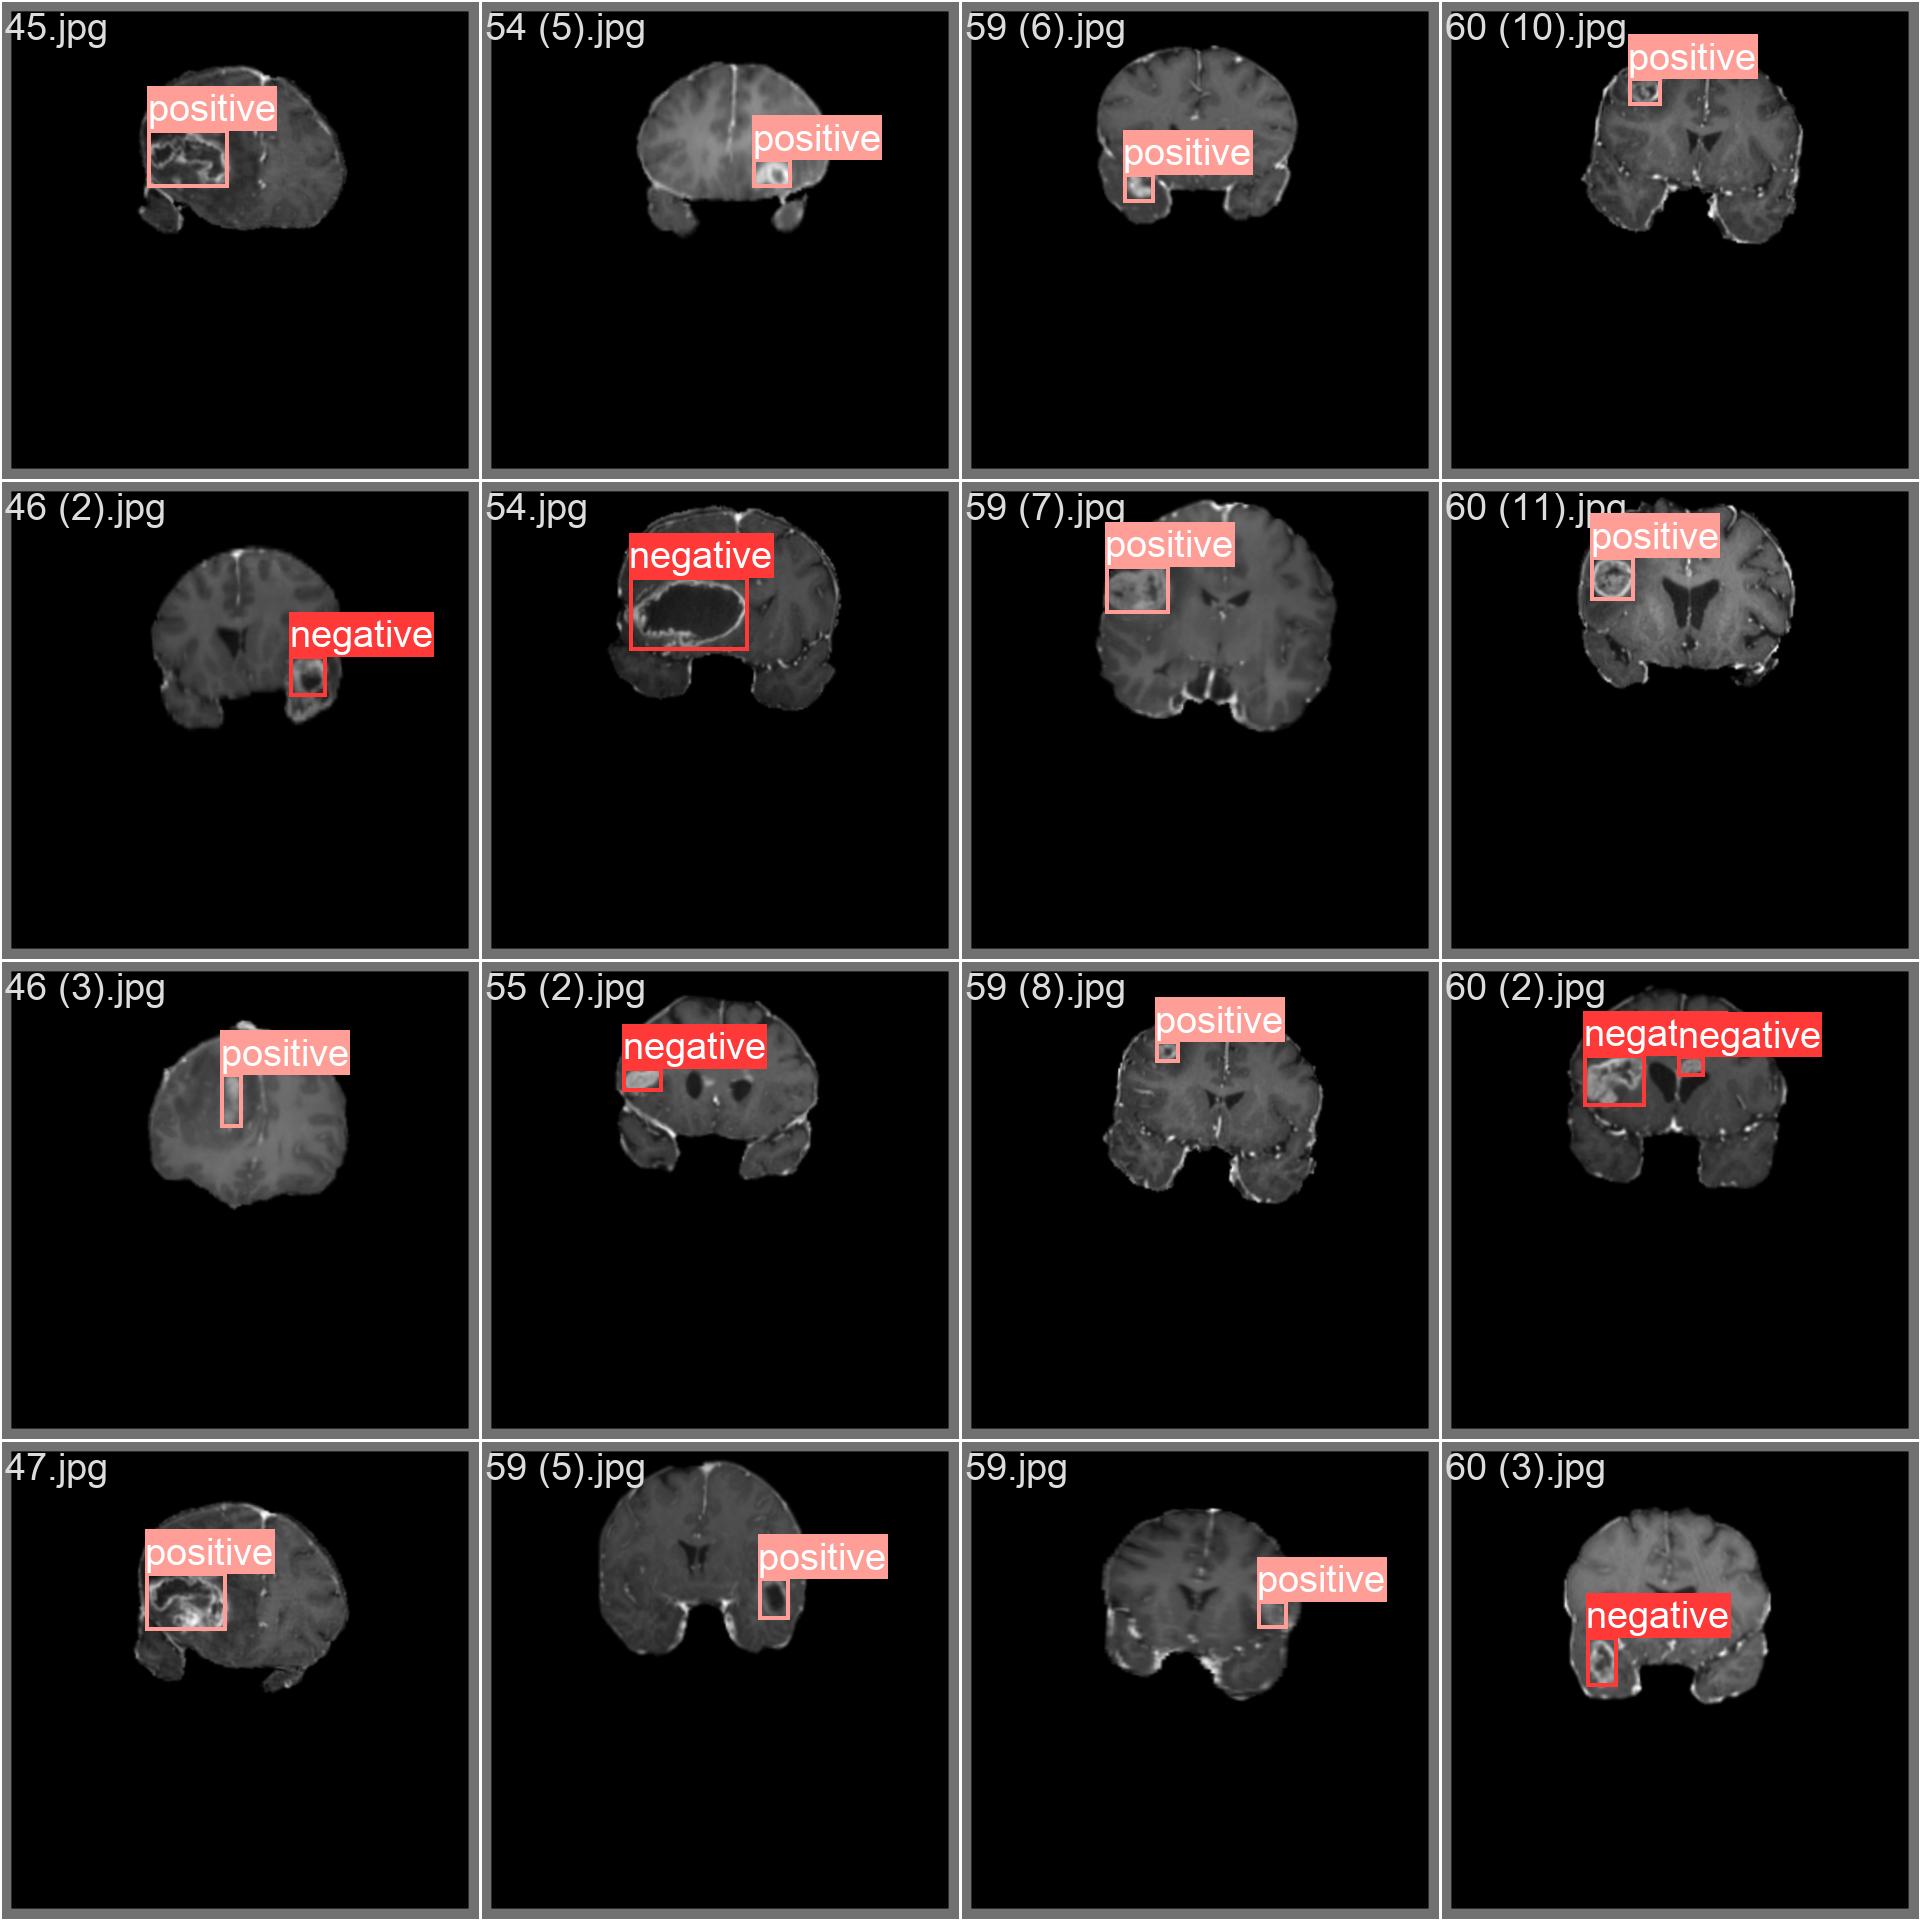 45.jpg
positive
54 (5).jpg
positive
59 (6).jpg
positive
60 (10).jpg
positive
46 (2).jpg
negative
54.jpg
negative
59 (7).jpg
positive
60 (11).jpg
positive
46 (3).jpg
positive
55 (2).jpg
negative
59 (8).jpg
positive
60 (2).jpg
negat
negative
47.jpg
positive
59 (5).jpg
positive
59.jpg
positive
60 (3).jpg
negative